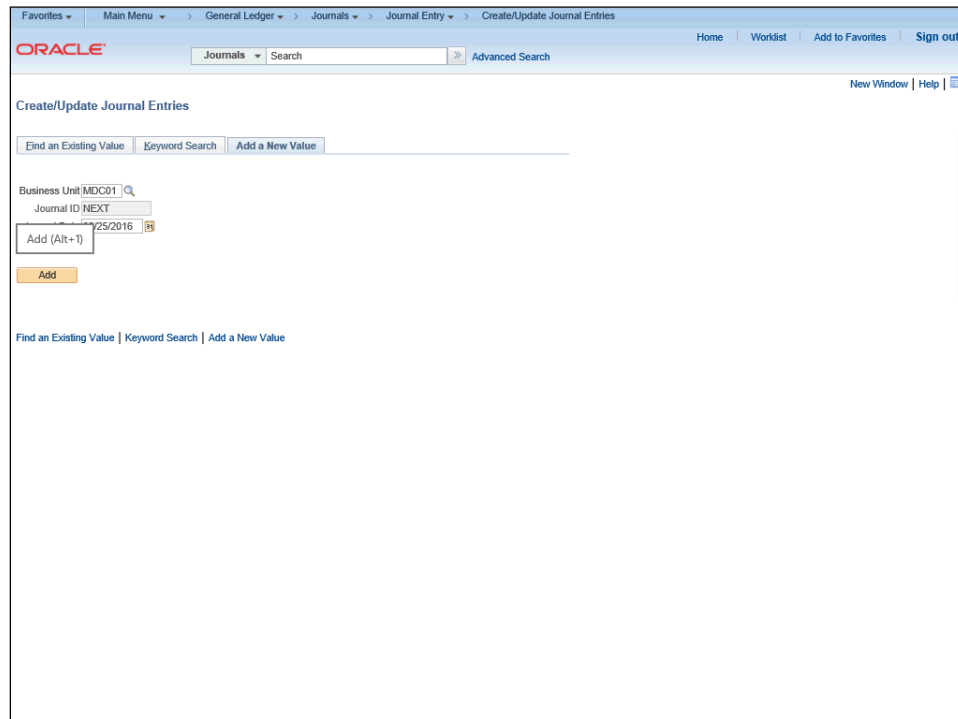 Favorites Main Menu > General Ledger > Journals > Journal Entry > Create/Update Journal Entries
Home Worklist Add to Favorites Sign out
ORACLE
Journals Search Advanced Search
New Window | Help |
Create/Update Journal Entries
Find an Existing Value Keyword Search Add a New Value
Business Unit MDC01
Journal ID NEXT
/25/2016
Add (Alt+1)
Add
Find an Existing Value | Keyword Search | Add a New Value